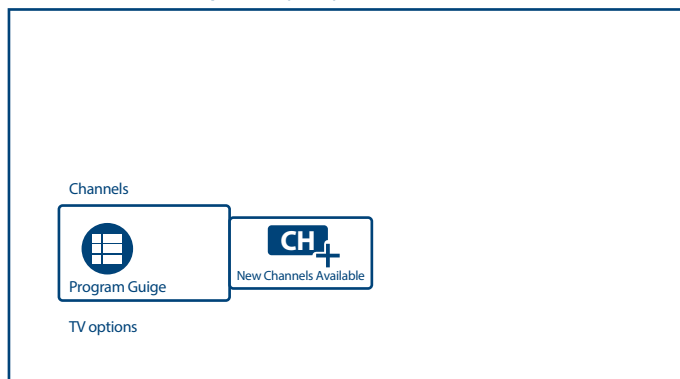 Channels
CH
New Channels Available
Program Guige
TV options